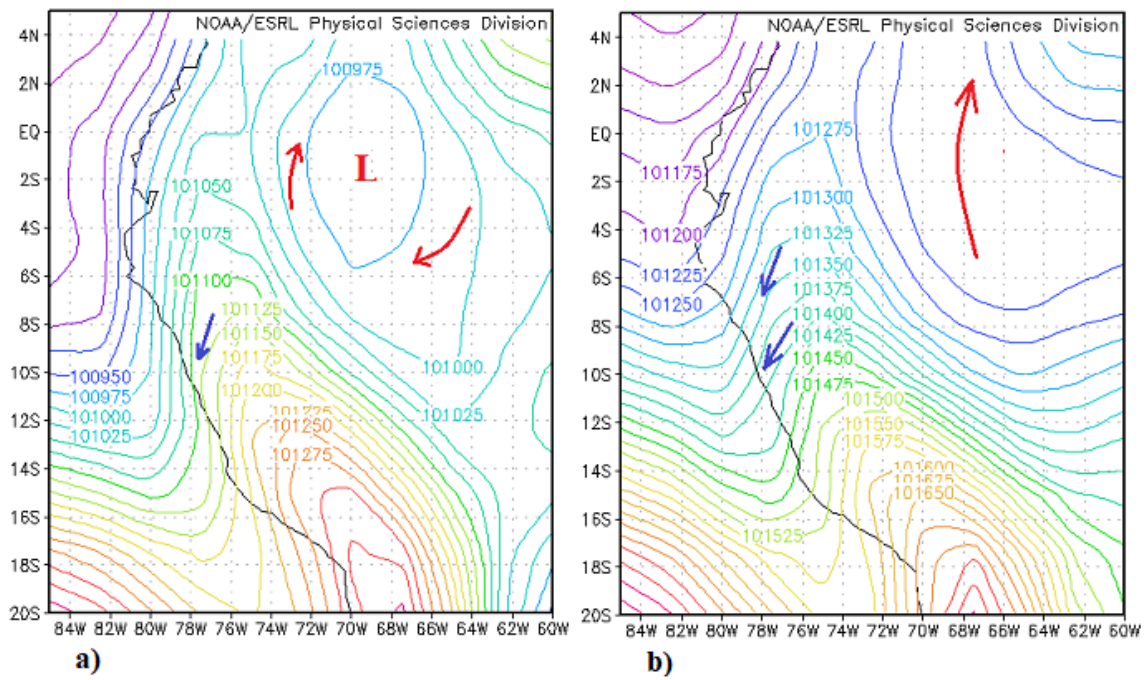 NOAA/ESRL Physical Sciences Division
4N
2N
EQ
2S
4S
6S
8S
10S
12S
14S
16S
18S
20S
100975
L
101050
101075
101100
101125
101150
101175
101200
101250
101275
100950
100975
101000
101025
101000
101025
84W 82W 80W 78W 76W 74W 72W 70W 68W 66W 64W 62W 60W
a)
NOAA/ESRL Physical Sciences Division
4N
2N
EQ
2S
4S
6S
8S
10S
12S
14S
16S
18S
20S
101175
101200
101225
101250
101275
101300
101325
101350
101375
101400
101425
101450
101475
101500
101550
101575
101600
101650
101525
84W 82W 80W 78W 76W 74W 72W 70W 68W 66W 64W 62W 60W
b)